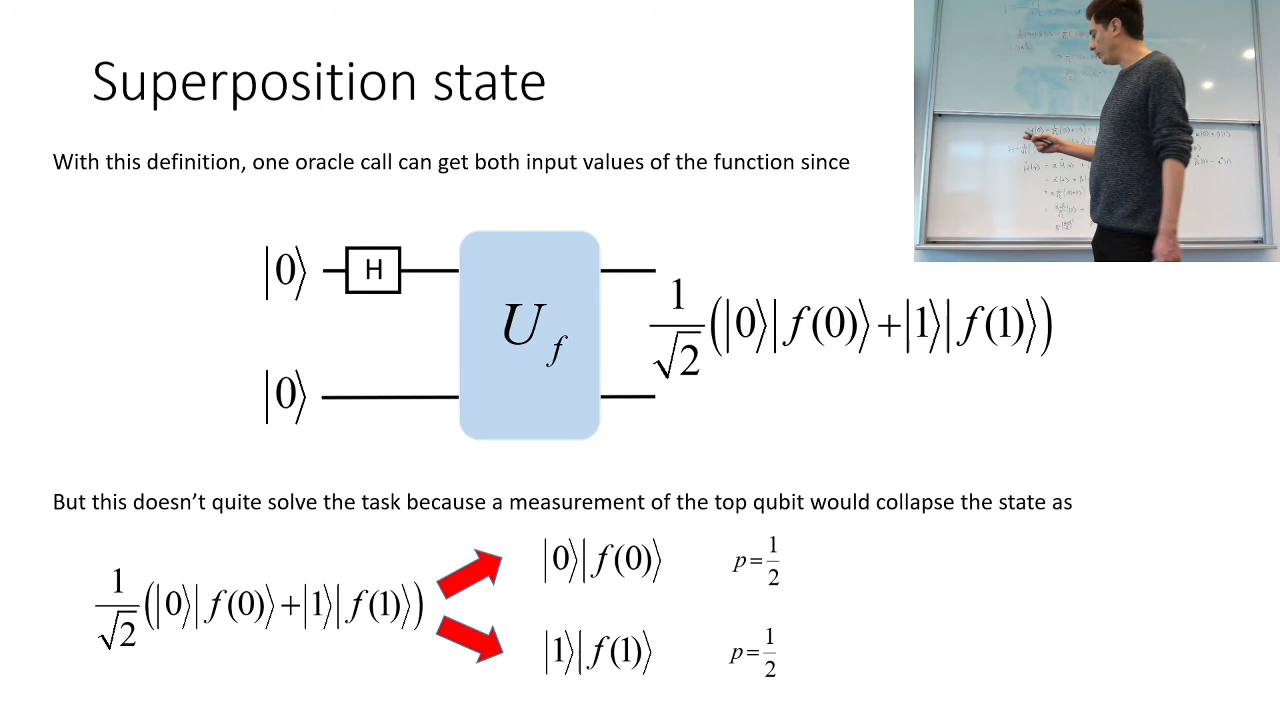 Superposition state
With this definition, one oracle call can get both input values of the function since
|0⟩ H
U_f
1/√2 (|0⟩|f(0)⟩+|1⟩|f(1)⟩)
|0⟩
But this doesn’t quite solve the task because a measurement of the top qubit would collapse the state as
|0⟩|f(0)⟩ p=1/2
1/√2 (|0⟩|f(0)⟩+|1⟩|f(1)⟩)
|1⟩|f(1)⟩ p=1/2